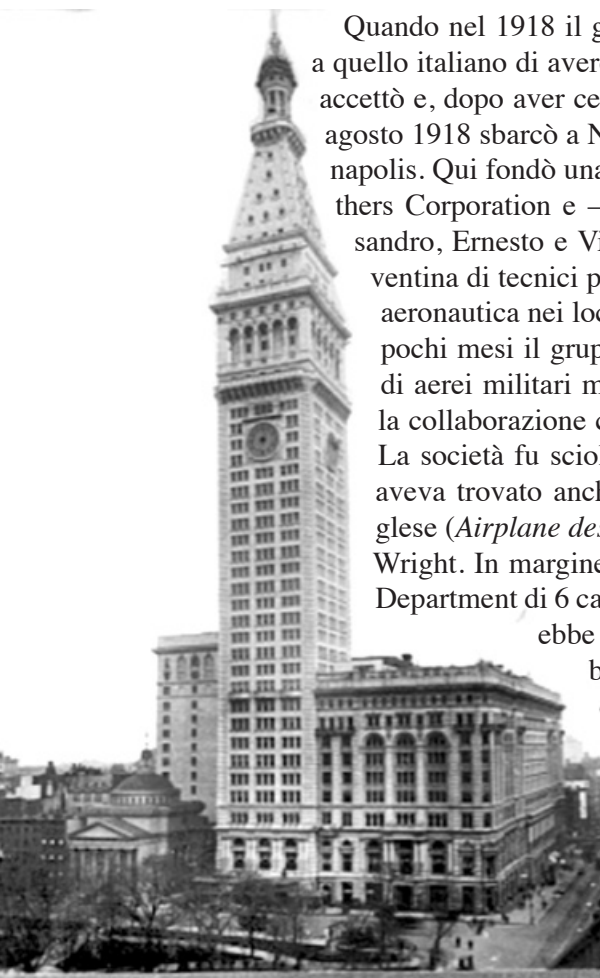 Quando nel 1918 il g
a quello italiano di aver
accettò e, dopo aver ce
agosto 1918 sbarcò a N
napolis. Qui fondò una
thers Corporation e –
sandro, Ernesto e Vi
ventina di tecnici p
aeronautica nei loc
pochi mesi il grup
di aerei militari m
la collaborazione c
La società fu sciol
aveva trovato anch
glese (Airplane des
Wright. In margine
Department di 6 ca
ebbe
b